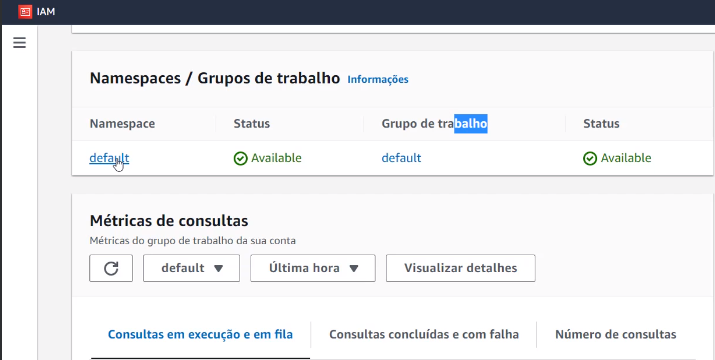 IAM
Namespaces / Grupos de trabalho Informações
Namespace Status Grupo de trabalho Status
default Available default Available
Métricas de consultas
Métricas do grupo de trabalho da sua conta
default Última hora Visualizar detalhes
Consultas em execução e em fila Consultas concluídas e com falha Número de consultas